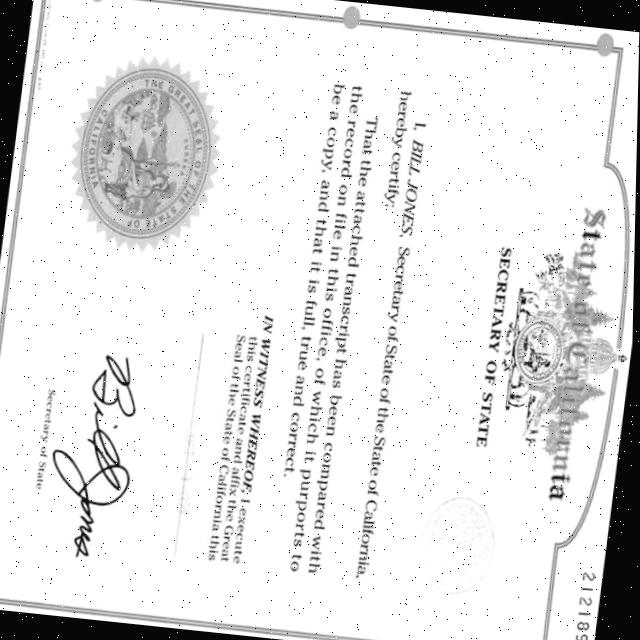 State of California
SECRETARY OF STATE
I, BILL JONES, Secretary of State of the State of California,
hereby certify:
That the attached transcript has been compared with
the record on file in this office, of which it purports to
be a copy, and that it is full, true and correct.
IN WITNESS WHEREOF, I execute
this certificate and affix the Great
Seal of the State of California this
Bill Jones
Secretary of State
THE GREAT SEAL OF THE STATE OF CALIFORNIA